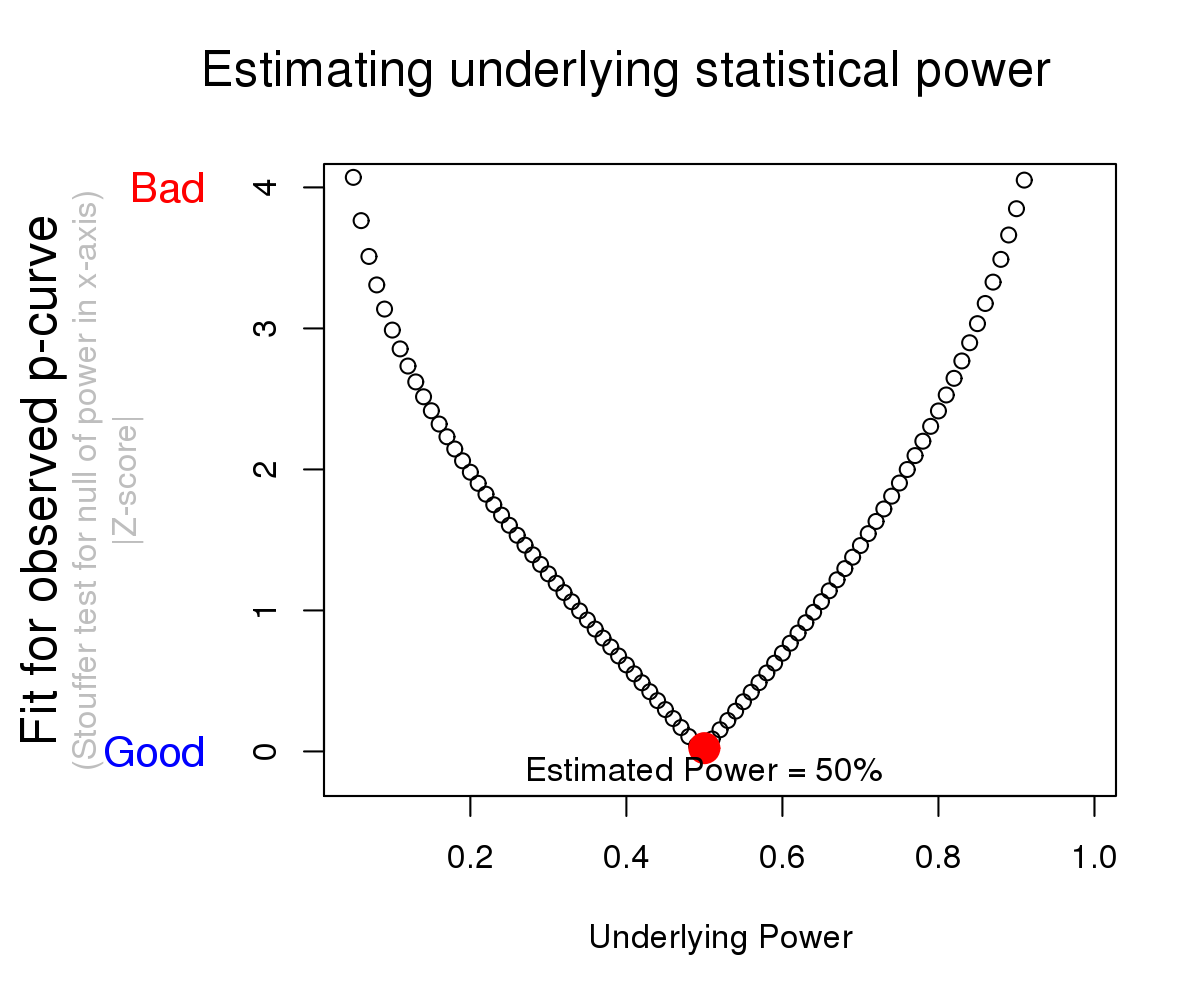 Estimating underlying statistical power
Fit for observed p-curve
(Stouffer test for null of power in x-axis)
|Z-score|
Bad
Good
4
3
2
1
0
Estimated Power = 50%
0.2 0.4 0.6 0.8 1.0
Underlying Power